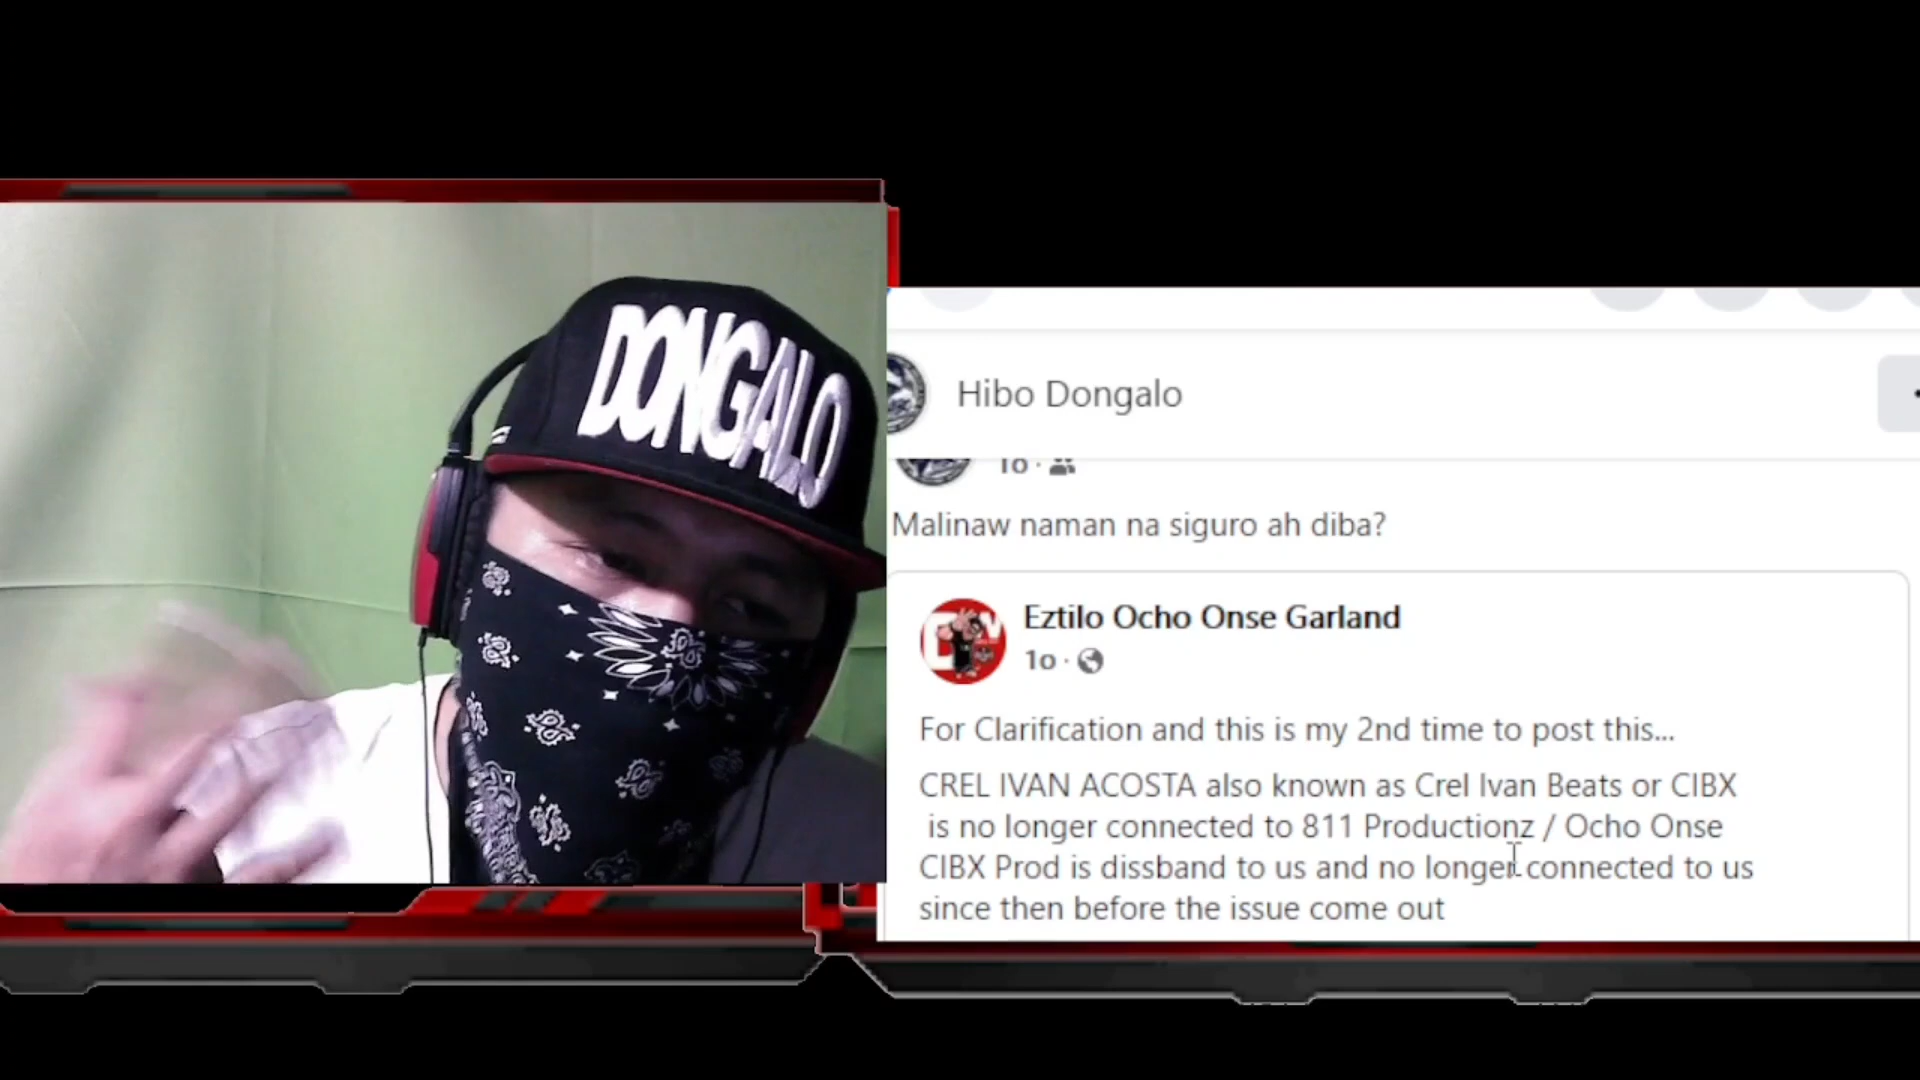 DONGALO
Hibo Dongalo
1o ·
Malinaw naman na siguro ah diba?
Eztilo Ocho Onse Garland
1o ·
For Clarification and this is my 2nd time to post this...
CREL IVAN ACOSTA also known as Crel Ivan Beats or CIBX
is no longer connected to 811 Productionz / Ocho Onse
CIBX Prod is dissband to us and no longer connected to us
since then before the issue come out